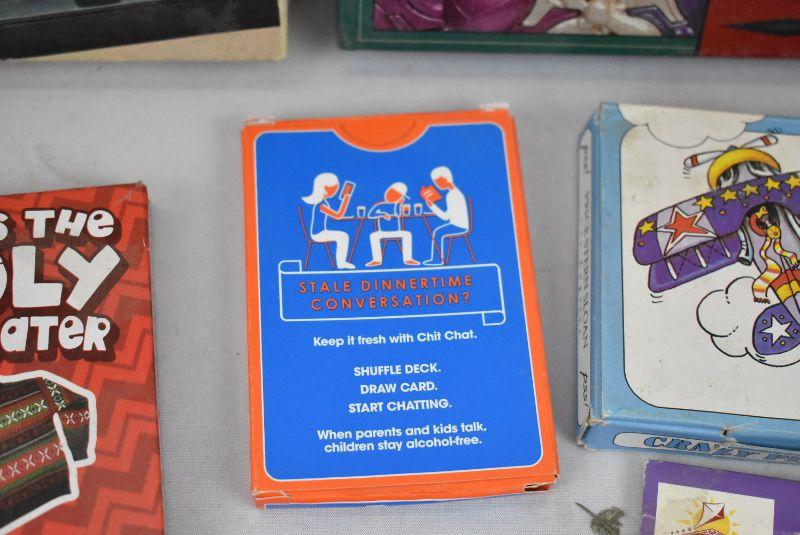 THE
ATER
STALE DINNERTIME
CONVERSATION?
Keep it fresh with Chit Chat.
SHUFFLE DECK.
DRAW CARD.
START CHATTING.
When parents and kids talk,
children stay alcohol-free.